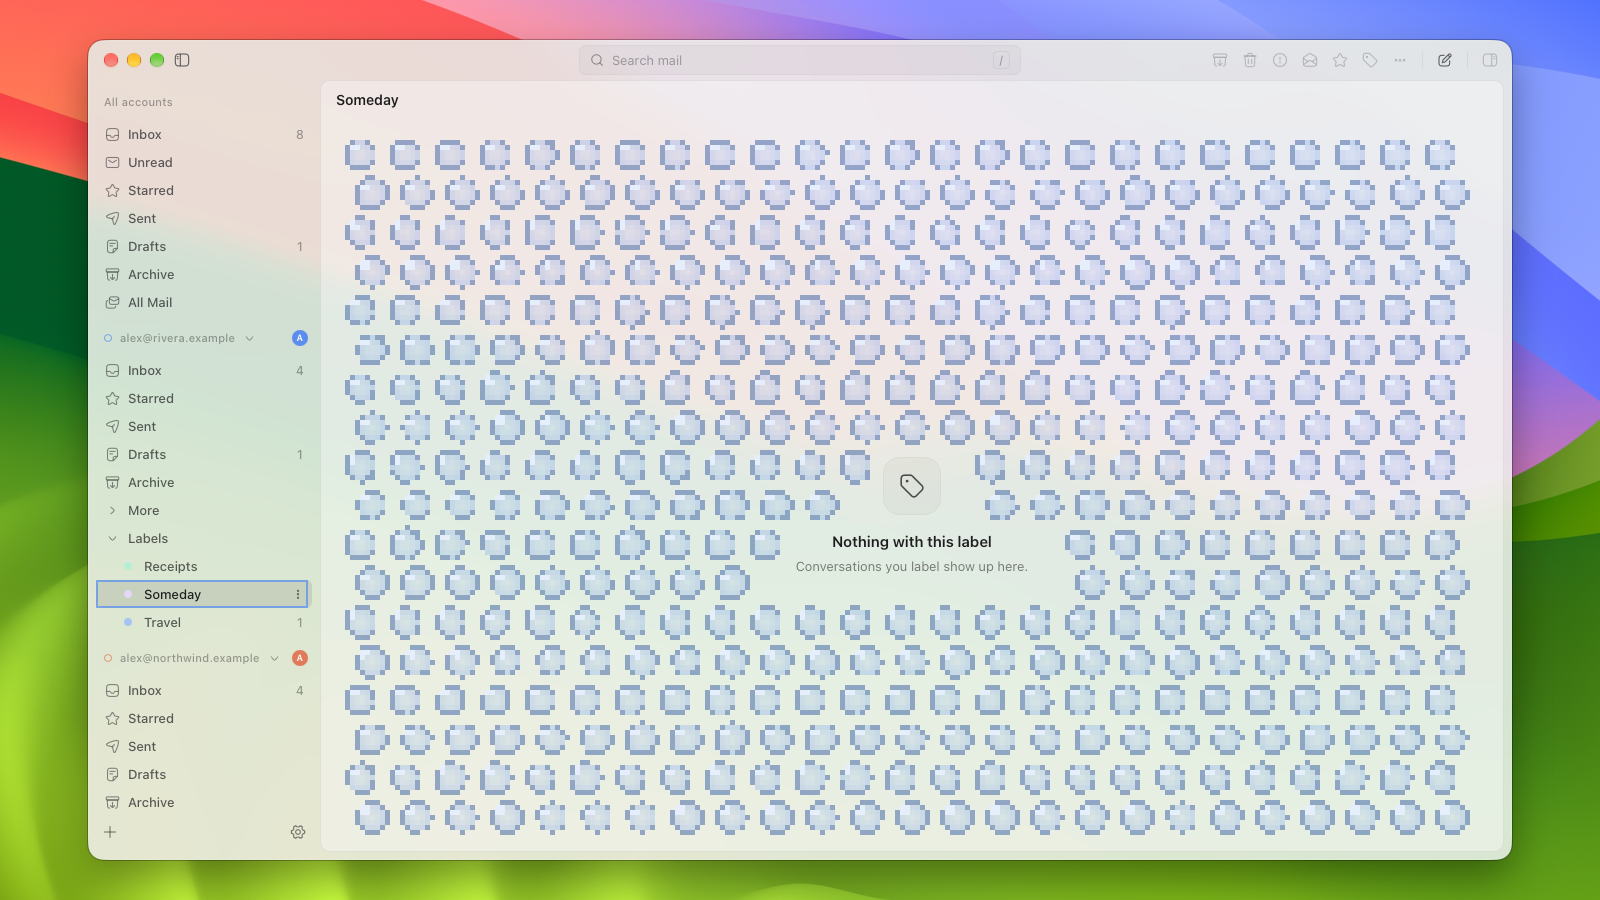 Search mail
/
All accounts
Inbox 8
Unread
Starred
Sent
Drafts 1
Archive
All Mail
alex@rivera.example A
Inbox 4
Starred
Sent
Drafts 1
Archive
More
Labels
Receipts
Someday
Travel 1
alex@northwind.example A
Inbox 4
Starred
Sent
Drafts
Archive
Someday
Nothing with this label
Conversations you label show up here.